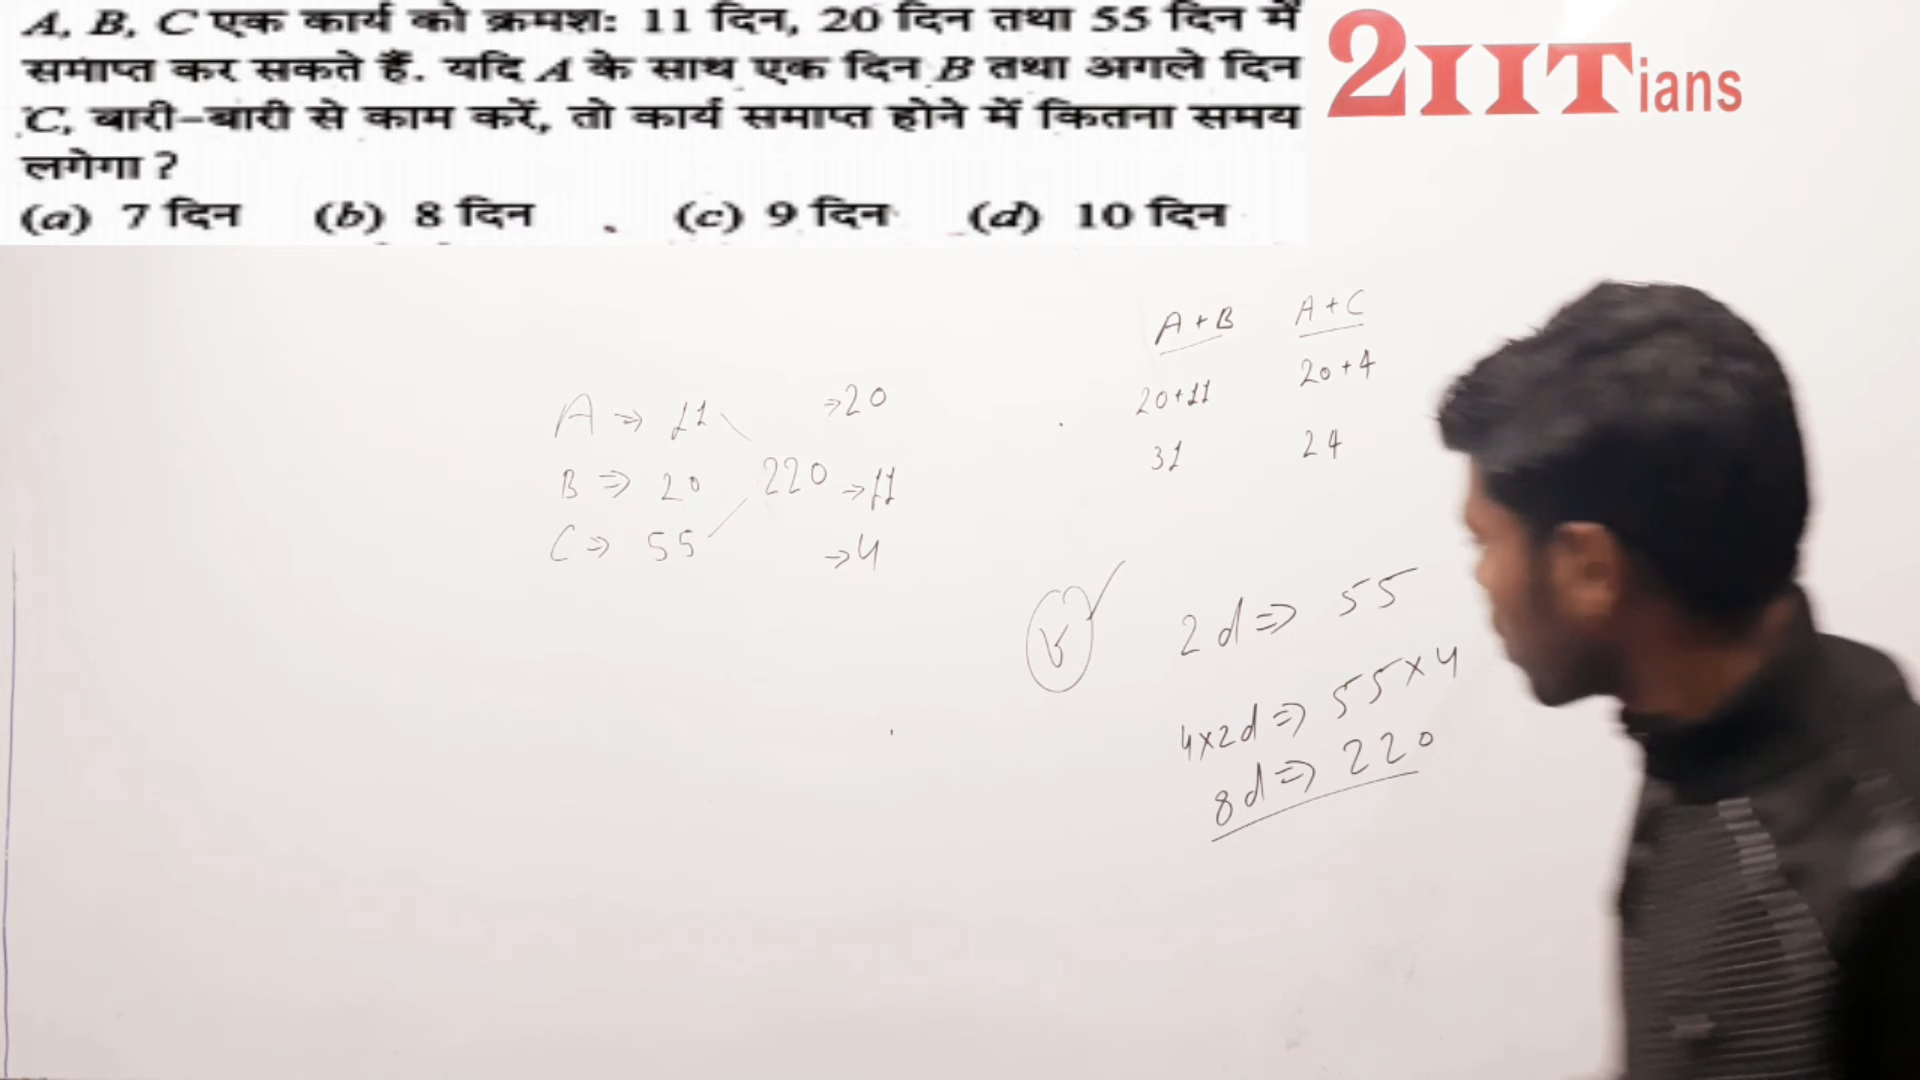 A, B, C एक कार्य को क्रमश: 11 दिन, 20 दिन तथा 55 दिन में
समाप्त कर सकते हैं. यदि A के साथ एक दिन B तथा अगले दिन
C, बारी-बारी से काम करें, तो कार्य समाप्त होने में कितना समय
लगेगा ?
(a) 7 दिन (b) 8 दिन (c) 9 दिन (d) 10 दिन
2IITians
A+B A+C
20+11 20+4
31 24
A ⇒ 11 ⇒20
B ⇒ 20 220 ⇒11
C ⇒ 55 ⇒4
2d ⇒ 55
4×2d ⇒ 55×4
8d ⇒ 220